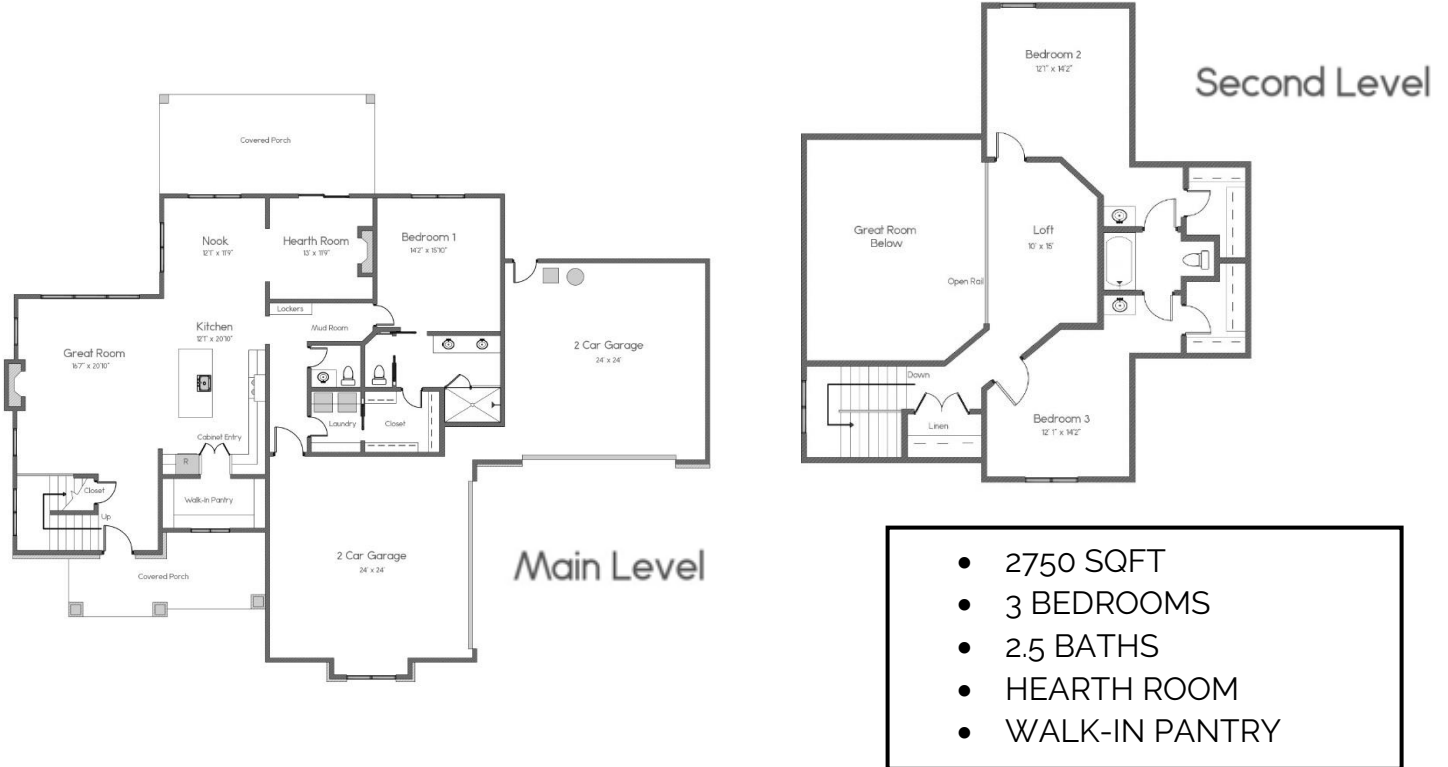 Covered Porch
Nook
12'1" x 11'9"
Hearth Room
13' x 11'9"
Bedroom 1
14'2" x 15'10"
Lockers
Mud Room
Kitchen
12'1" x 20'10"
Great Room
16'7" x 20'10"
2 Car Garage
24' x 24'
Laundry
Closet
Cabinet Entry
R
Closet
Walk-In Pantry
Up
Covered Porch
2 Car Garage
24' x 24'
Main Level
Second Level
Bedroom 2
12'1" x 14'2"
Great Room
Below
Loft
10' x 15'
Open Rail
Down
Linen
Bedroom 3
12' 1" x 14'2"
• 2750 SQFT
• 3 BEDROOMS
• 2.5 BATHS
• HEARTH ROOM
• WALK-IN PANTRY